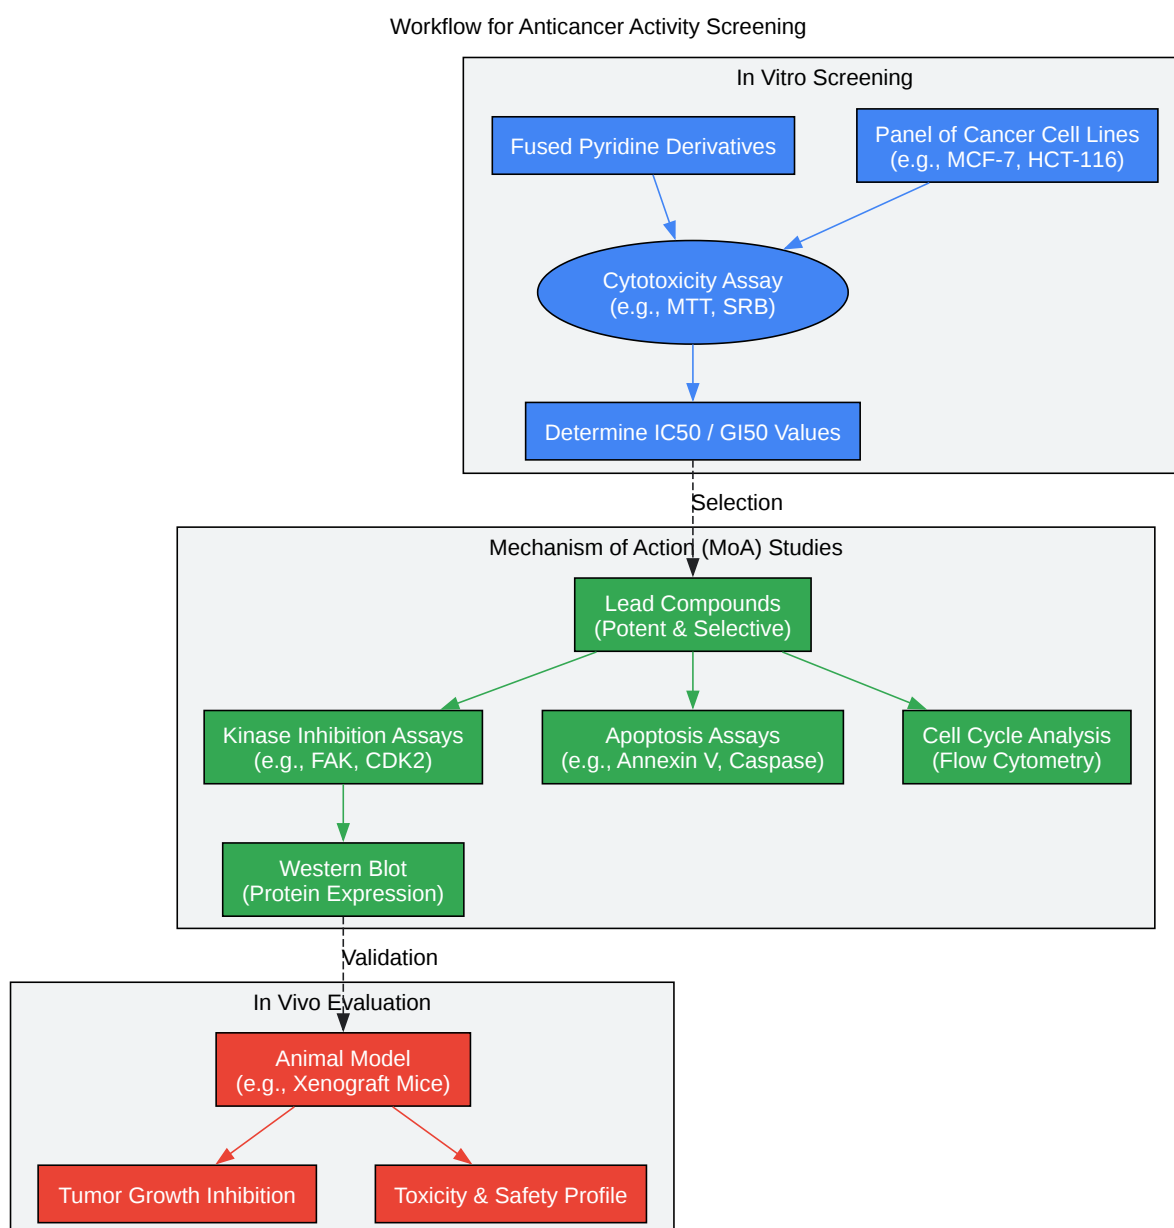 Workflow for Anticancer Activity Screening
In Vitro Screening
Fused Pyridine Derivatives
Panel of Cancer Cell Lines
(e.g., MCF-7, HCT-116)
Cytotoxicity Assay
(e.g., MTT, SRB)
Determine IC50 / GI50 Values
Selection
Mechanism of Action (MoA) Studies
Lead Compounds
(Potent & Selective)
Kinase Inhibition Assays
(e.g., FAK, CDK2)
Apoptosis Assays
(e.g., Annexin V, Caspase)
Cell Cycle Analysis
(Flow Cytometry)
Western Blot
(Protein Expression)
Validation
In Vivo Evaluation
Animal Model
(e.g., Xenograft Mice)
Tumor Growth Inhibition
Toxicity & Safety Profile